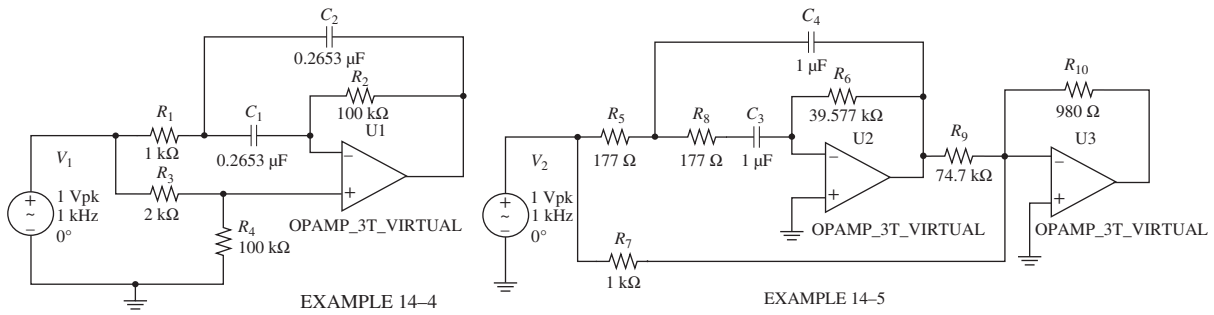 C2
0.2653 μF
R2
100 kΩ
U1
R1
1 kΩ
C1
0.2653 μF
V1
R3
2 kΩ
1 Vpk
1 kHz
0°
+
~
−
−
+
OPAMP_3T_VIRTUAL
R4
100 kΩ
EXAMPLE 14–4
C4
1 μF
R6
39.577 kΩ
U2
R5
177 Ω
R8
177 Ω
C3
1 μF
V2
1 Vpk
1 kHz
0°
+
~
−
−
+
OPAMP_3T_VIRTUAL
R9
74.7 kΩ
R10
980 Ω
U3
−
+
OPAMP_3T_VIRTUAL
R7
1 kΩ
EXAMPLE 14–5